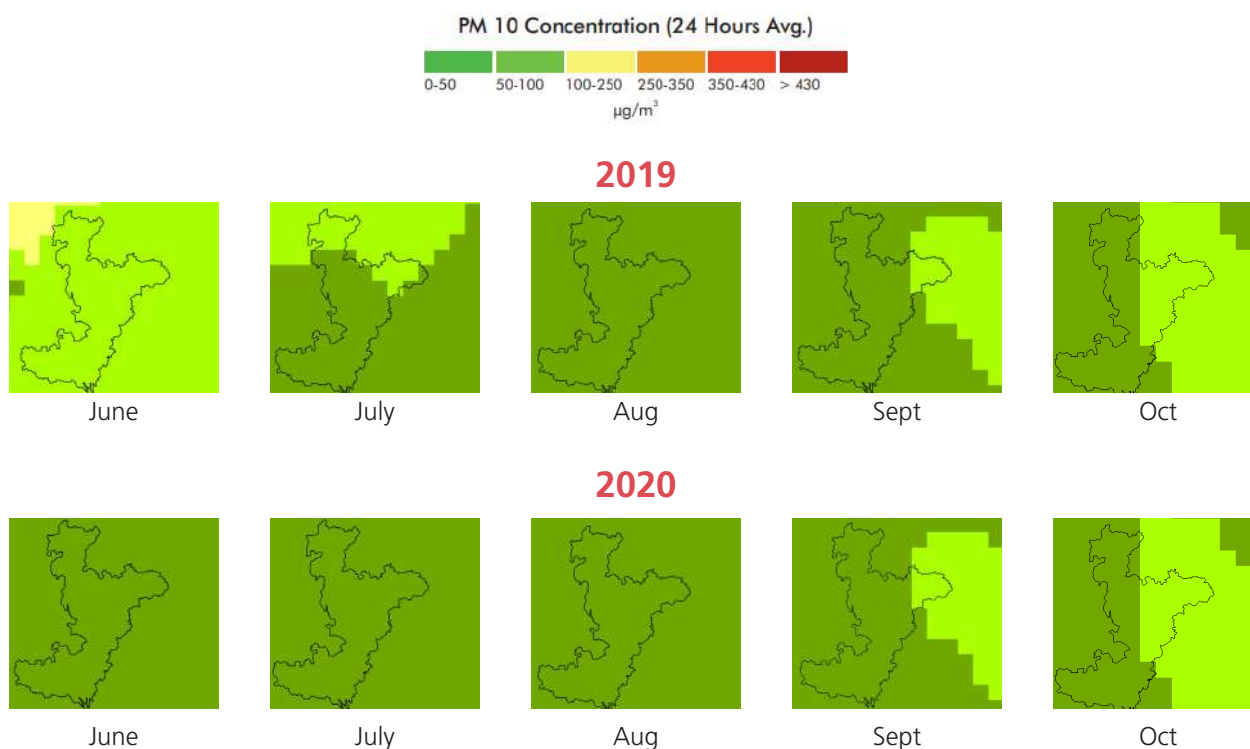 PM 10 Concentration (24 Hours Avg.)
0-50 50-100 100-250 250-350 350-430 > 430
µg/m³
2019
June July Aug Sept Oct
2020
June July Aug Sept Oct